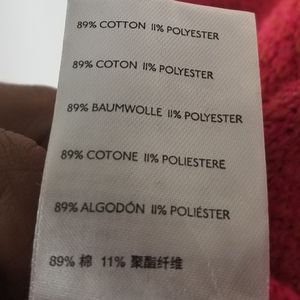 89% COTTON 11% POLYESTER
89% COTON 11% POLYESTER
89% BAUMWOLLE 11% POLYESTER
89% COTONE 11% POLIESTERE
89% ALGODÓN 11% POLIÉSTER
89% 棉 11% 聚酯纤维